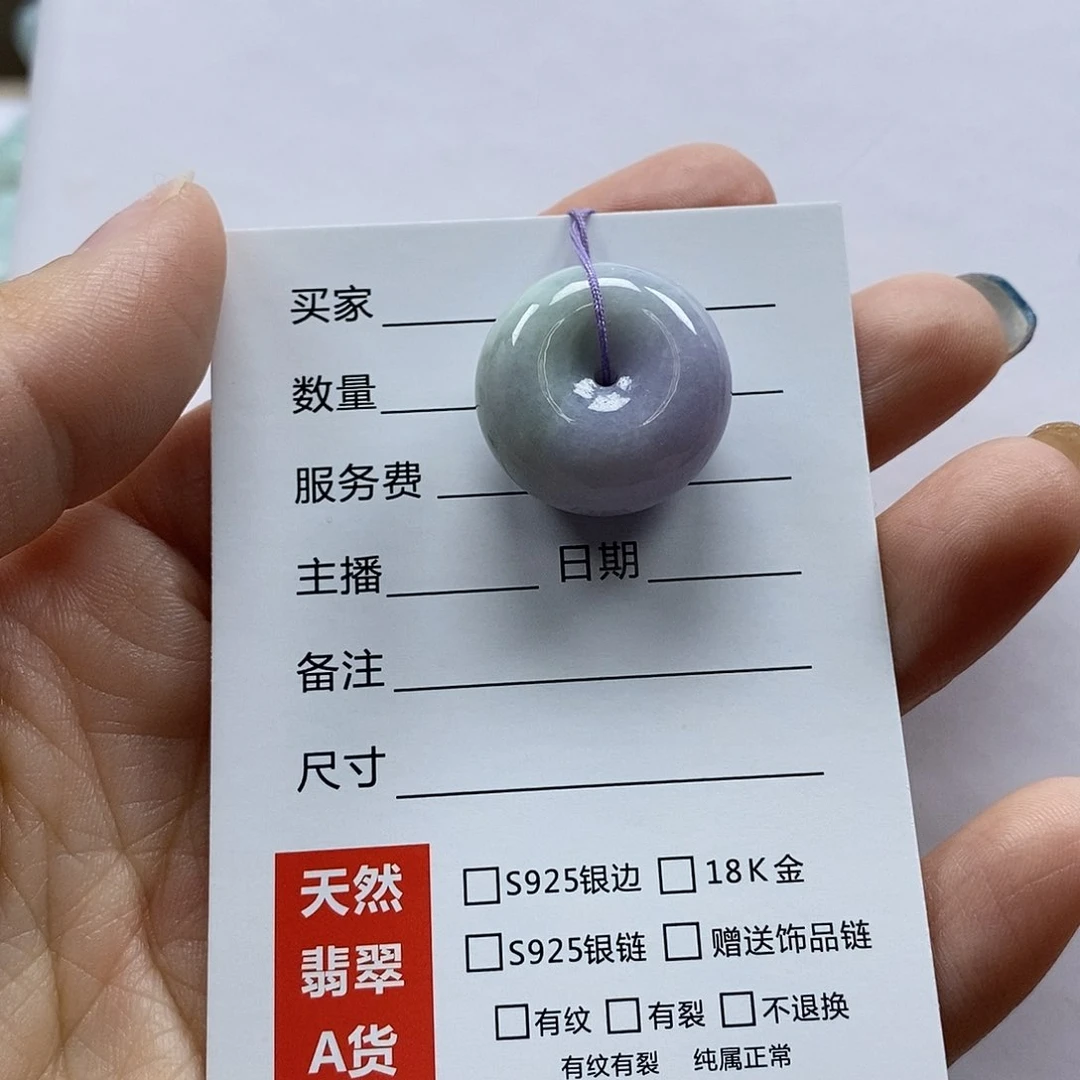 买家
数量
服务费
主播 日期
备注
尺寸
天然
翡翠
A货
S925银边 18K金
S925银链 赠送饰品链
有纹 有裂 不退换
有纹有裂 纯属正常